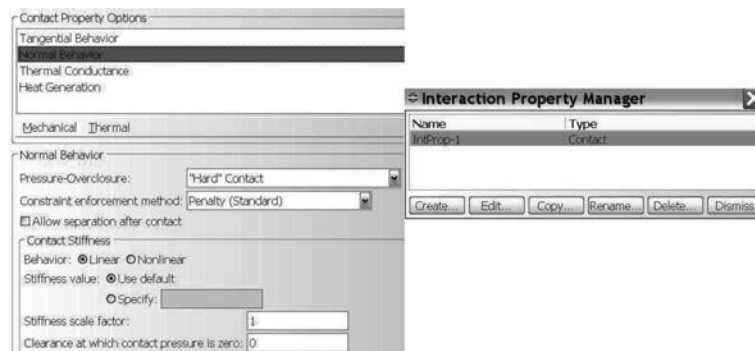 Contact Property Options
Tangential Behavior
Normal Behavior
Thermal Conductance
Heat Generation
Mechanical Thermal
Normal Behavior
Pressure-Overclosure: "Hard" Contact
Constraint enforcement method: Penalty (Standard)
Allow separation after contact
Contact Stiffness
Behavior: Linear Nonlinear
Stiffness value: Use default
Specify:
Stiffness scale factor: 1
Clearance at which contact pressure is zero: 0
Interaction Property Manager
Name Type
IntProp-1 Contact
Create... Edit... Copy... Rename... Delete... Dismiss